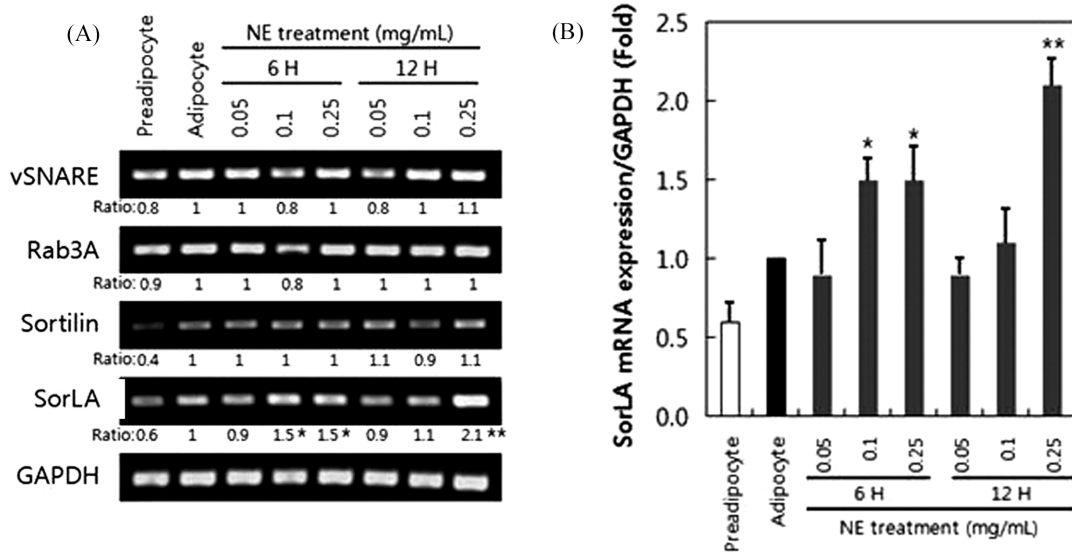 (A)
NE treatment (mg/mL)
6 H 12 H
Preadipocyte Adipocyte 0.05 0.1 0.25 0.05 0.1 0.25
vSNARE
Ratio: 0.8 1 1 0.8 1 0.8 1 1.1
Rab3A
Ratio: 0.9 1 1 0.8 1 1 1 1
Sortilin
Ratio: 0.4 1 1 1 1 1.1 0.9 1.1
SorLA
Ratio: 0.6 1 0.9 1.5* 1.5* 0.9 1.1 2.1**
GAPDH
(B)
SorLA mRNA expression/GAPDH (Fold)
2.5
2.0
1.5
1.0
0.5
0.0
* * **
Preadipocyte Adipocyte 0.05 0.1 0.25 0.05 0.1 0.25
6 H 12 H
NE treatment (mg/mL)